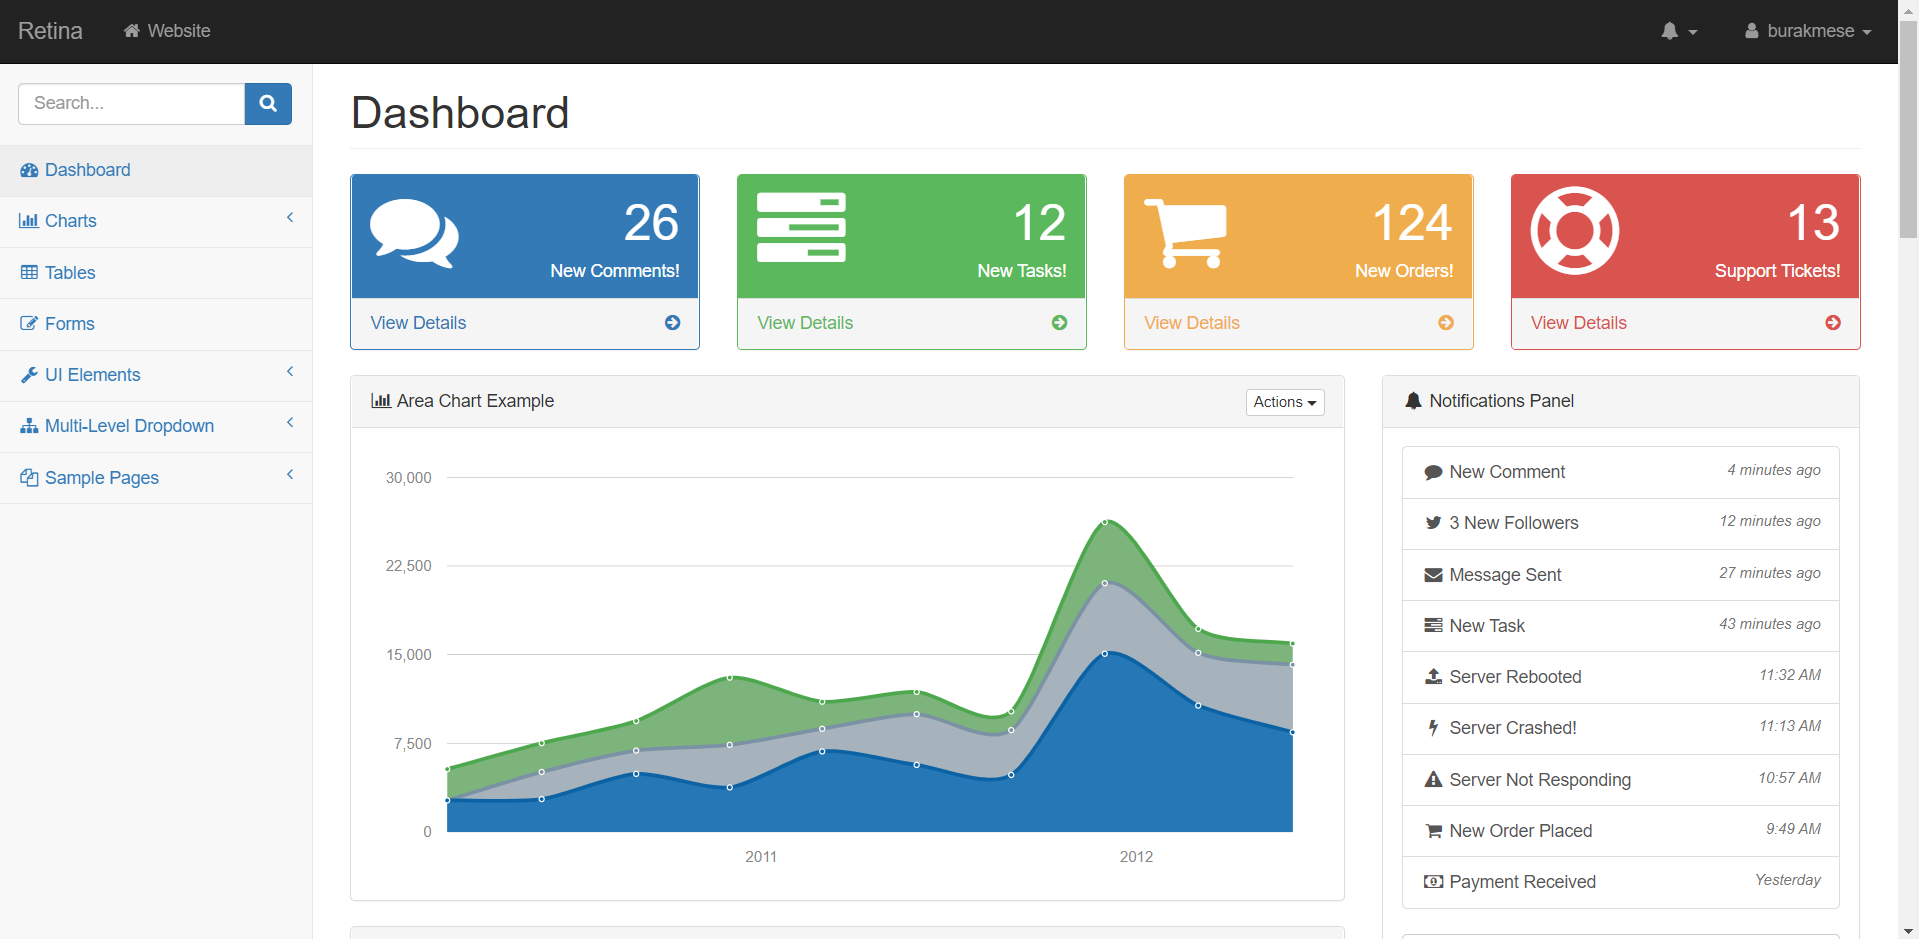 Retina
Website
burakmese
Search...
Dashboard
Charts
Tables
Forms
UI Elements
Multi-Level Dropdown
Sample Pages
Dashboard
26
New Comments!
View Details
12
New Tasks!
View Details
124
New Orders!
View Details
13
Support Tickets!
View Details
Area Chart Example
Actions
30,000
22,500
15,000
7,500
0
2011
2012
Notifications Panel
New Comment 4 minutes ago
3 New Followers 12 minutes ago
Message Sent 27 minutes ago
New Task 43 minutes ago
Server Rebooted 11:32 AM
Server Crashed! 11:13 AM
Server Not Responding 10:57 AM
New Order Placed 9:49 AM
Payment Received Yesterday